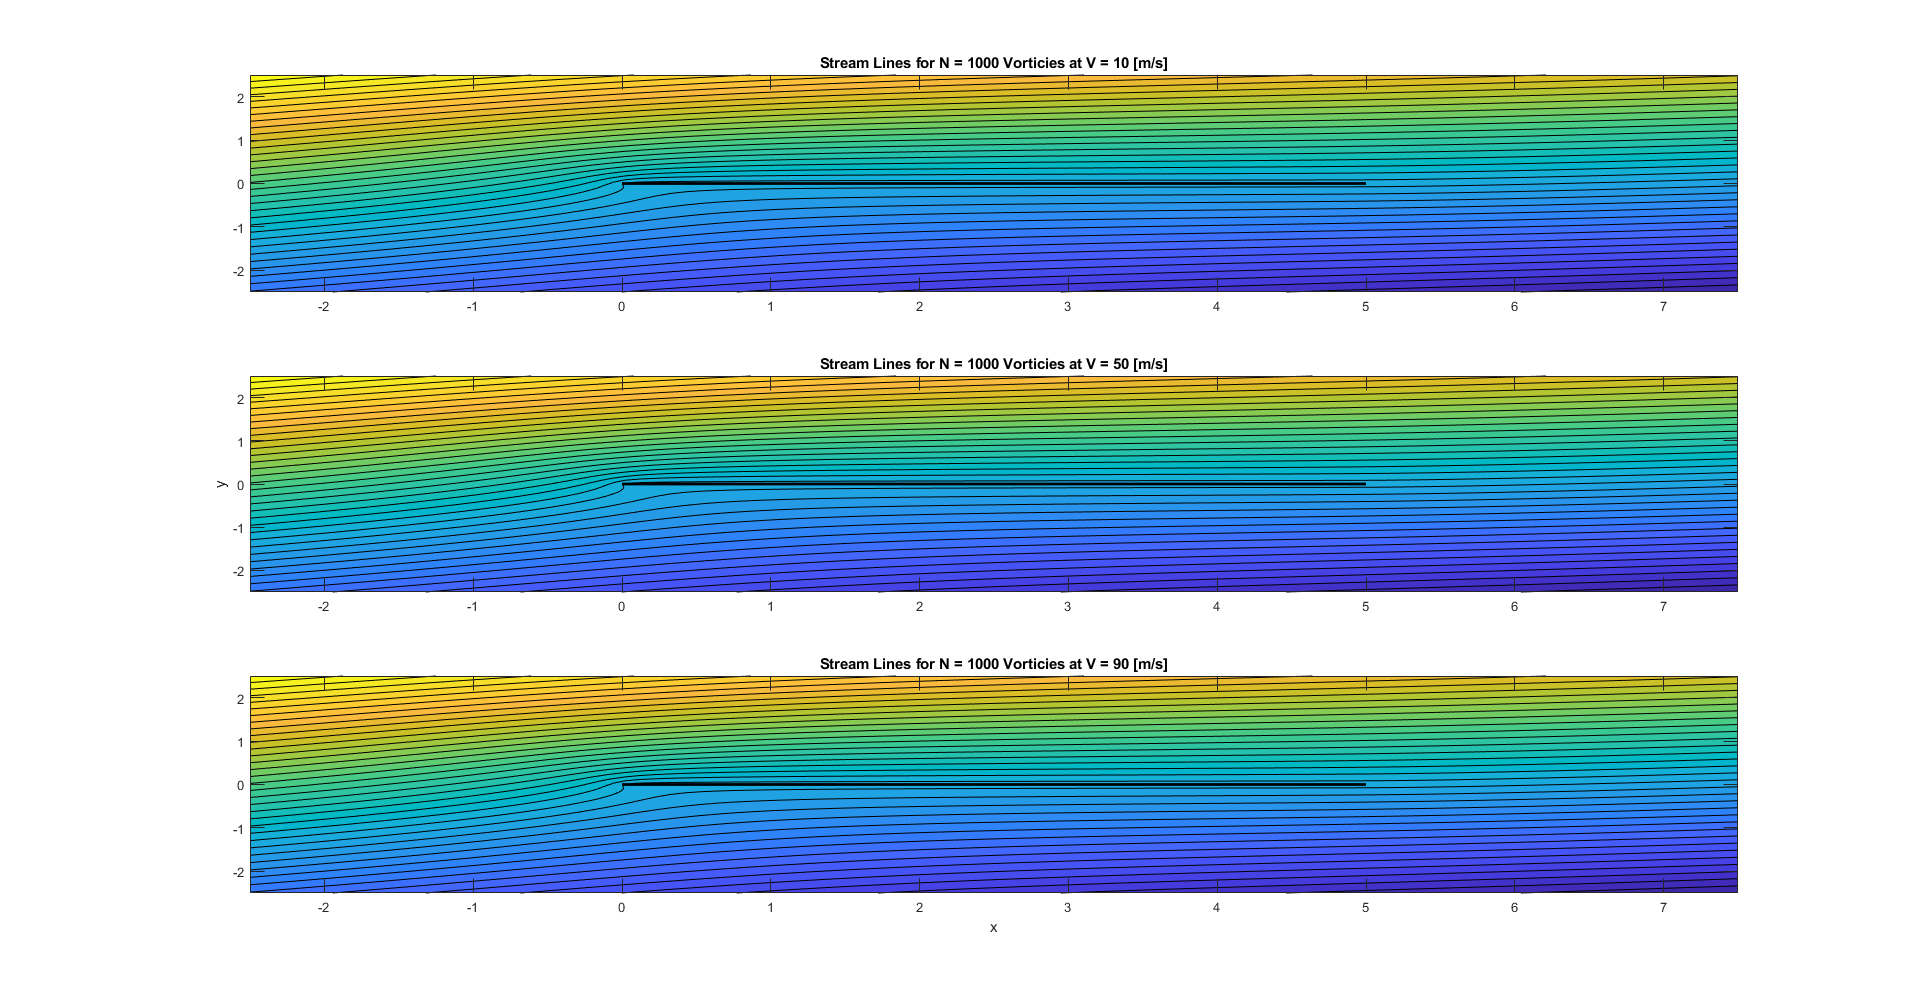 Stream Lines for N = 1000 Vorticies at V = 10 [m/s]
2
1
0
-1
-2
-2 -1 0 1 2 3 4 5 6 7
Stream Lines for N = 1000 Vorticies at V = 50 [m/s]
2
1
y
0
-1
-2
-2 -1 0 1 2 3 4 5 6 7
Stream Lines for N = 1000 Vorticies at V = 90 [m/s]
2
1
0
-1
-2
-2 -1 0 1 2 3 4 5 6 7
x